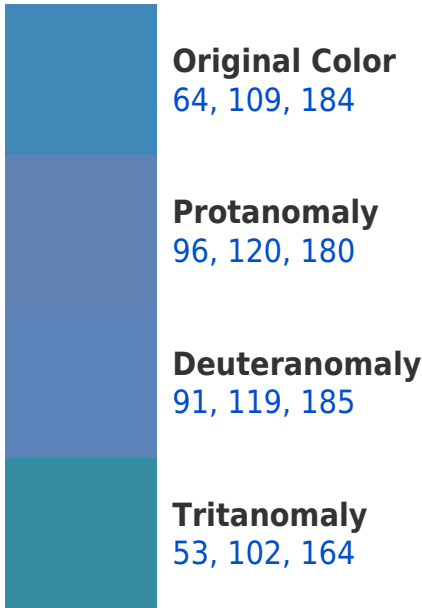 Original Color
64, 109, 184
Protanomaly
96, 120, 180
Deuteranomaly
91, 119, 185
Tritanomaly
53, 102, 164